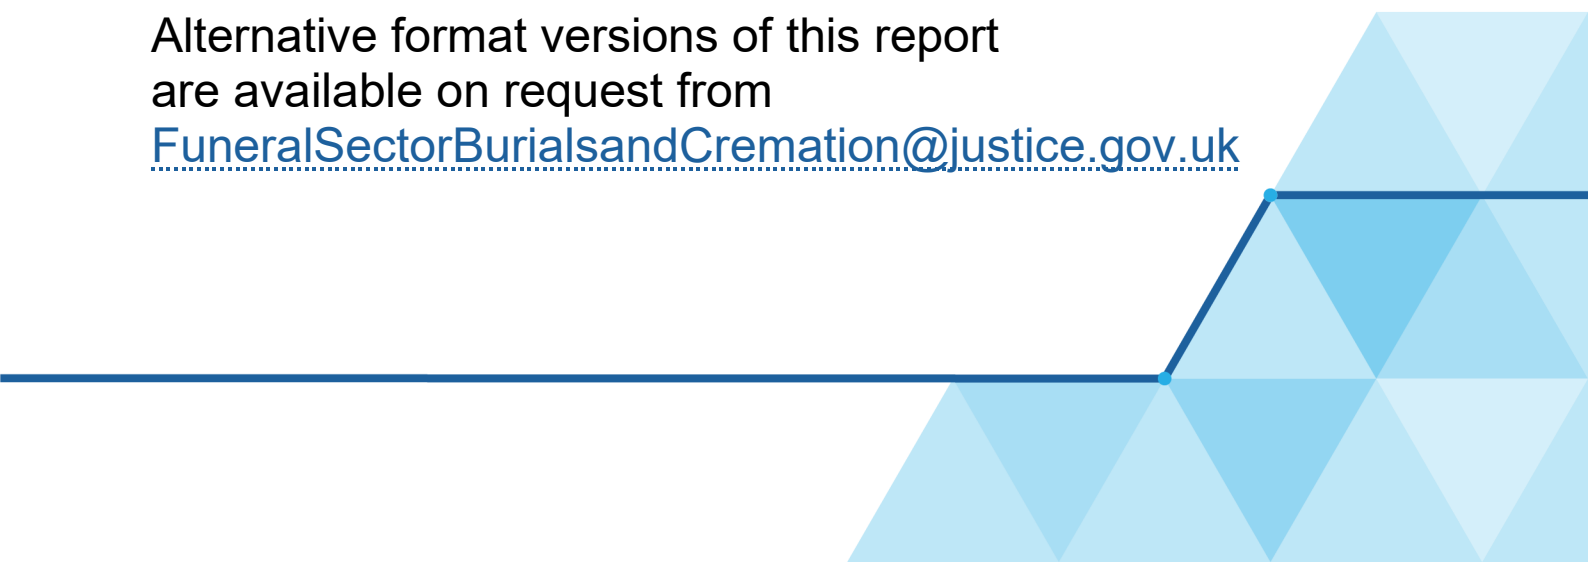 Alternative format versions of this report
are available on request from
FuneralSectorBurialsandCremation@justice.gov.uk